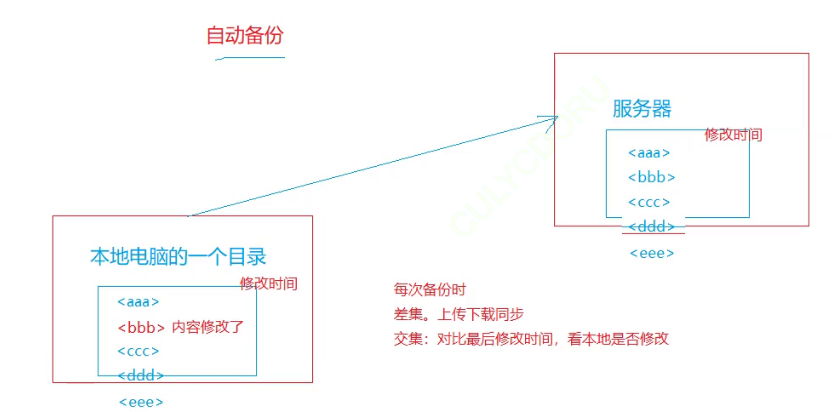 自动备份
服务器
修改时间
<aaa>
<bbb>
<ccc>
<ddd>
<eee>
本地电脑的一个目录
修改时间
<aaa>
<bbb> 内容修改了
<ccc>
<ddd>
<eee>
每次备份时
差集。上传下载同步
交集：对比最后修改时间，看本地是否修改